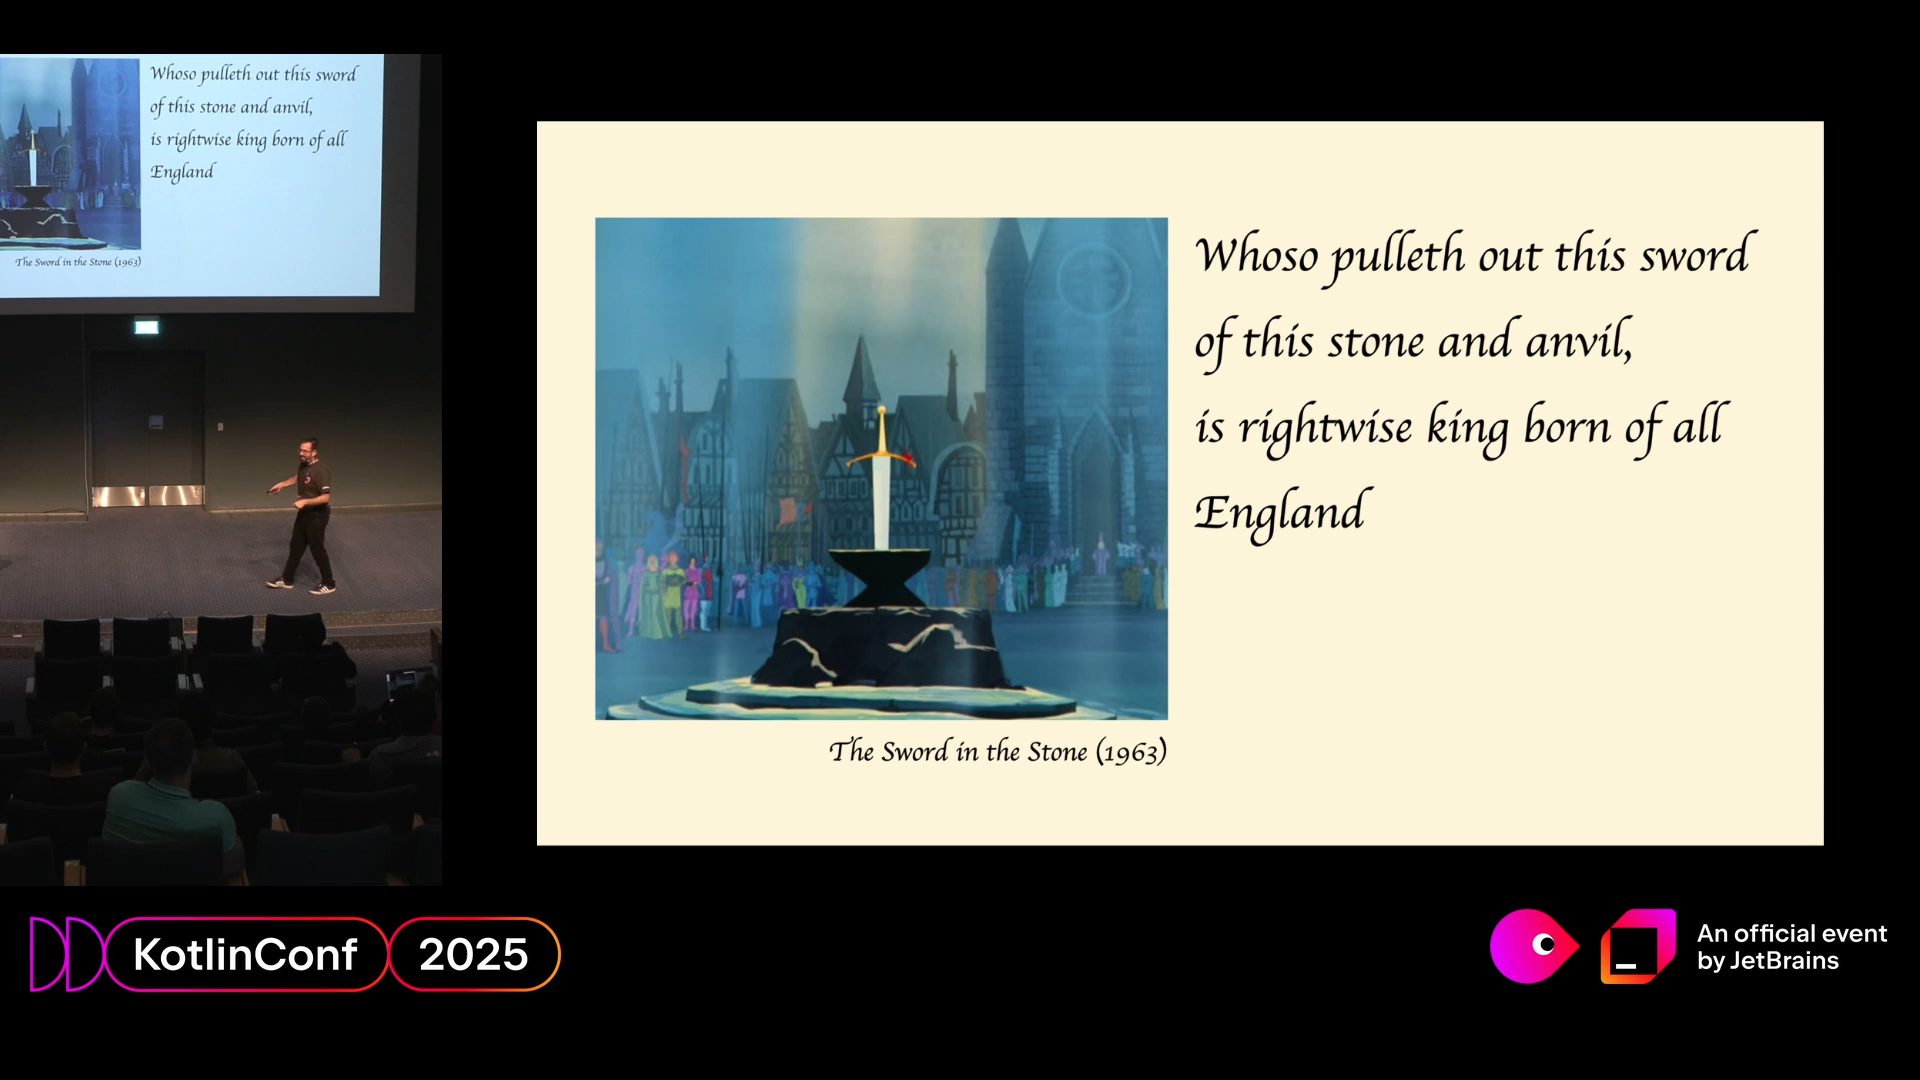 Whoso pulleth out this sword
of this stone and anvil,
is rightwise king born of all
England
The Sword in the Stone (1963)
Whoso pulleth out this sword
of this stone and anvil,
is rightwise king born of all
England
The Sword in the Stone (1963)
KotlinConf 2025
An official event
by JetBrains